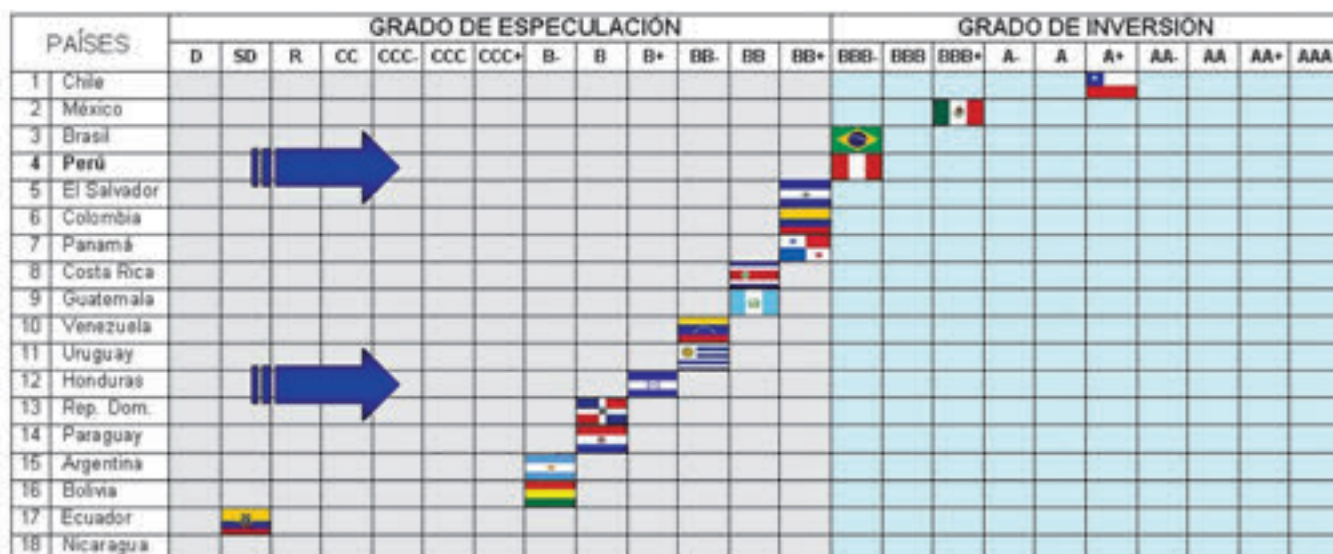 PAÍSES GRADO DE ESPECULACIÓN GRADO DE INVERSIÓN
D SD R CC CCC- CCC CCC+ B- B B+ BB- BB BB+ BBB- BBB BBB+ A- A A+ AA- AA AA+ AAA
1 Chile
2 México
3 Brasil
4 Perú
5 El Salvador
6 Colombia
7 Panamá
8 Costa Rica
9 Guatemala
10 Venezuela
11 Uruguay
12 Honduras
13 Rep. Dom.
14 Paraguay
15 Argentina
16 Bolivia
17 Ecuador
18 Nicaragua